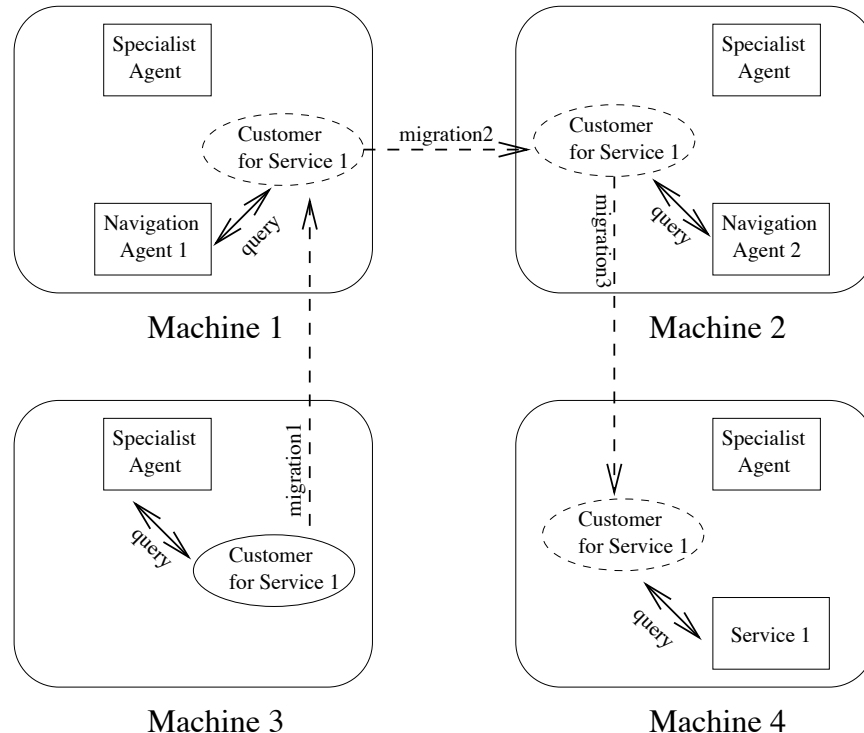 Specialist
Agent
Customer
for Service 1
Navigation
Agent 1
query
Machine 1
migration2
Specialist
Agent
Customer
for Service 1
query
Navigation
Agent 2
migration3
Machine 2
migration1
Specialist
Agent
query
Customer
for Service 1
Machine 3
Specialist
Agent
Customer
for Service 1
query
Service 1
Machine 4